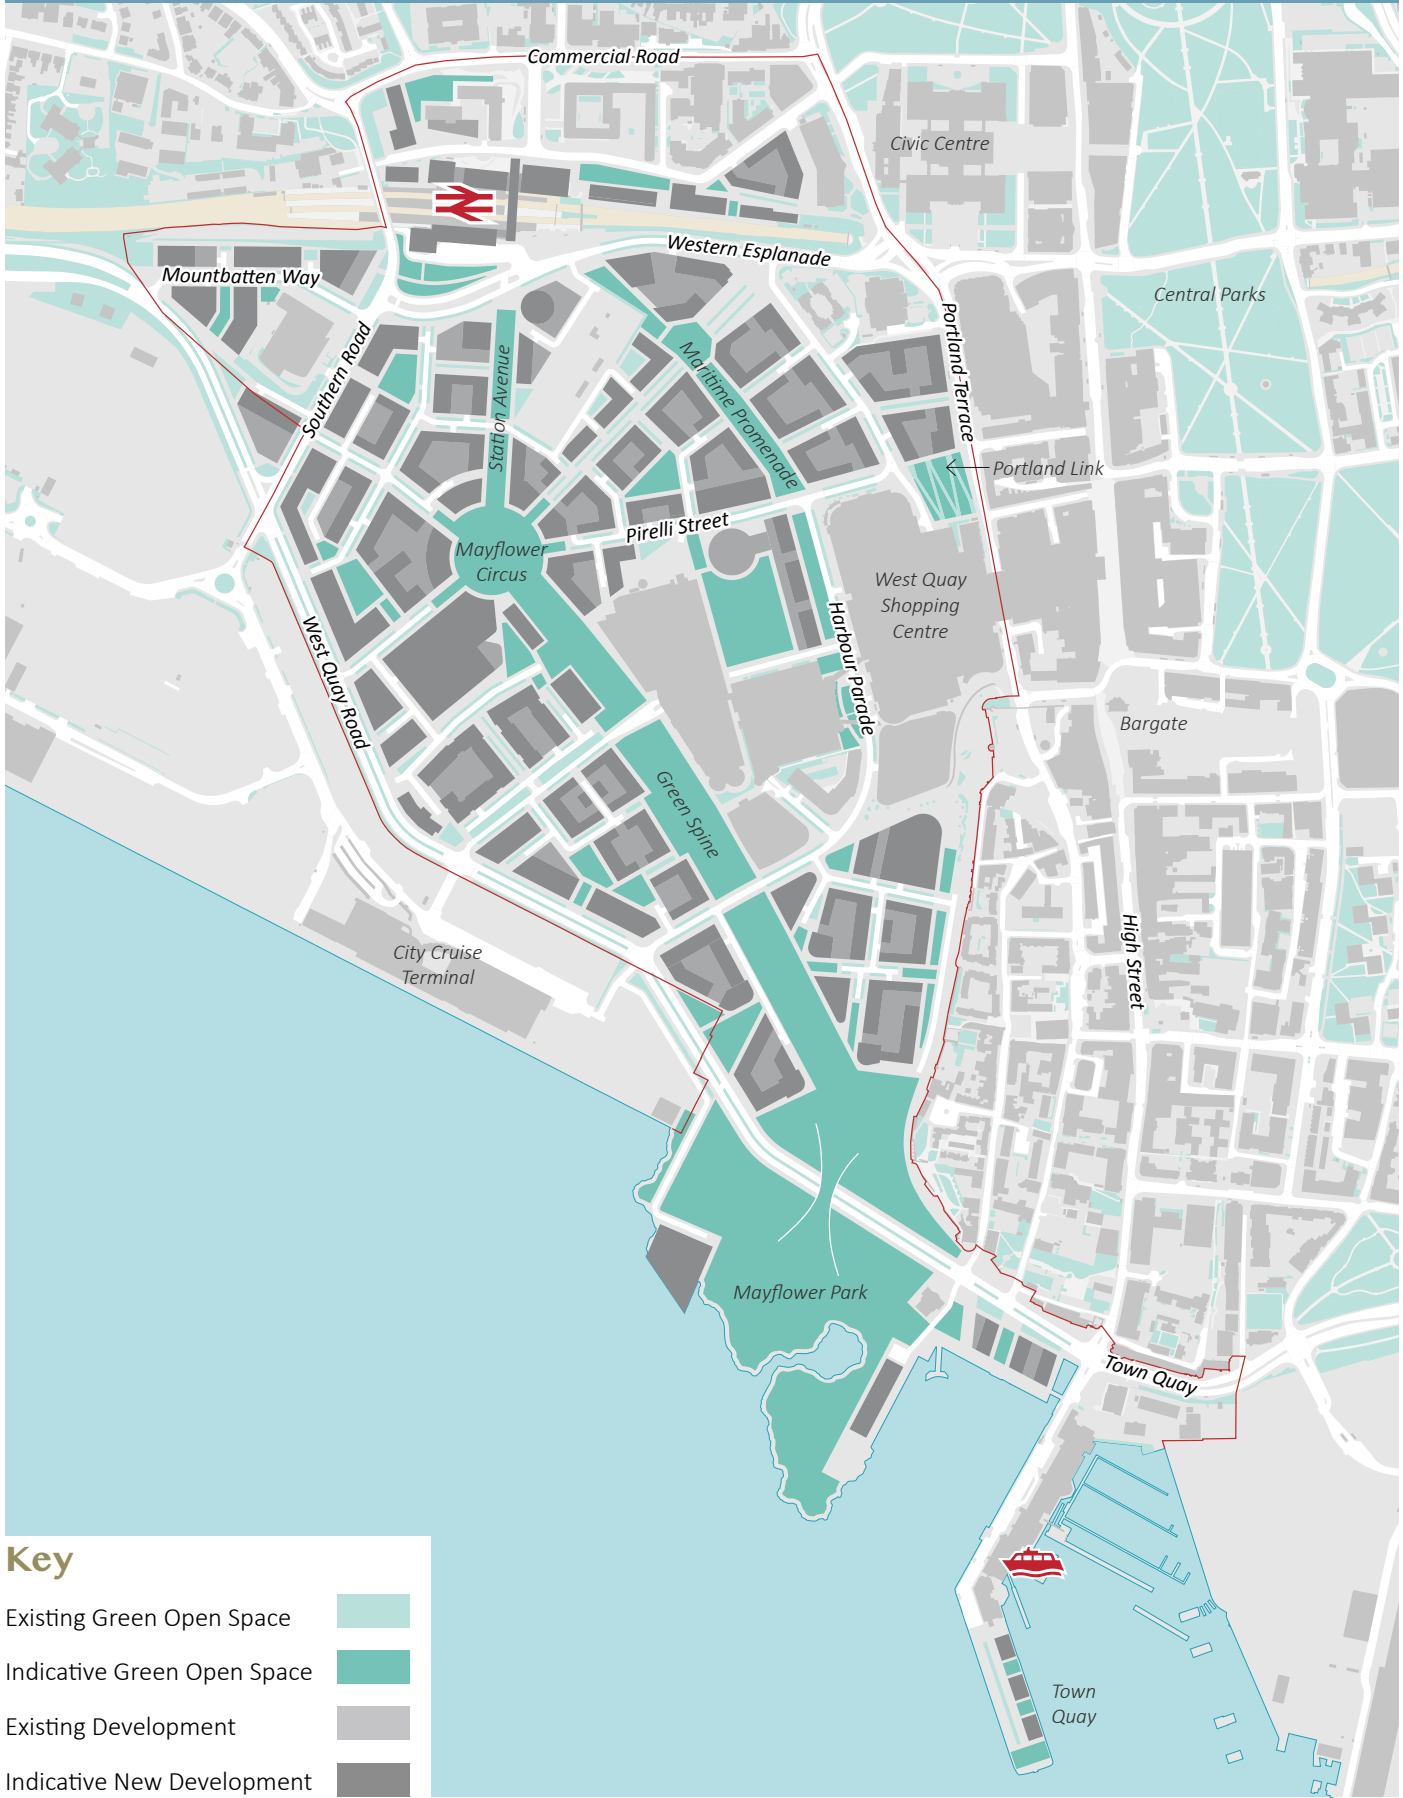 Commercial Road
Civic Centre
Western Esplanade
Mountbatten Way
Central Parks
Southern Road
Station Avenue
Maritime Promenade
Portland Terrace
Portland Link
Pirelli Street
Mayflower
Circus
West Quay
Shopping
Centre
Harbour Parade
West Quay Road
Bargate
Green Spine
High Street
City Cruise
Terminal
Mayflower Park
Town Quay
Town
Quay
Key
Existing Green Open Space
Indicative Green Open Space
Existing Development
Indicative New Development